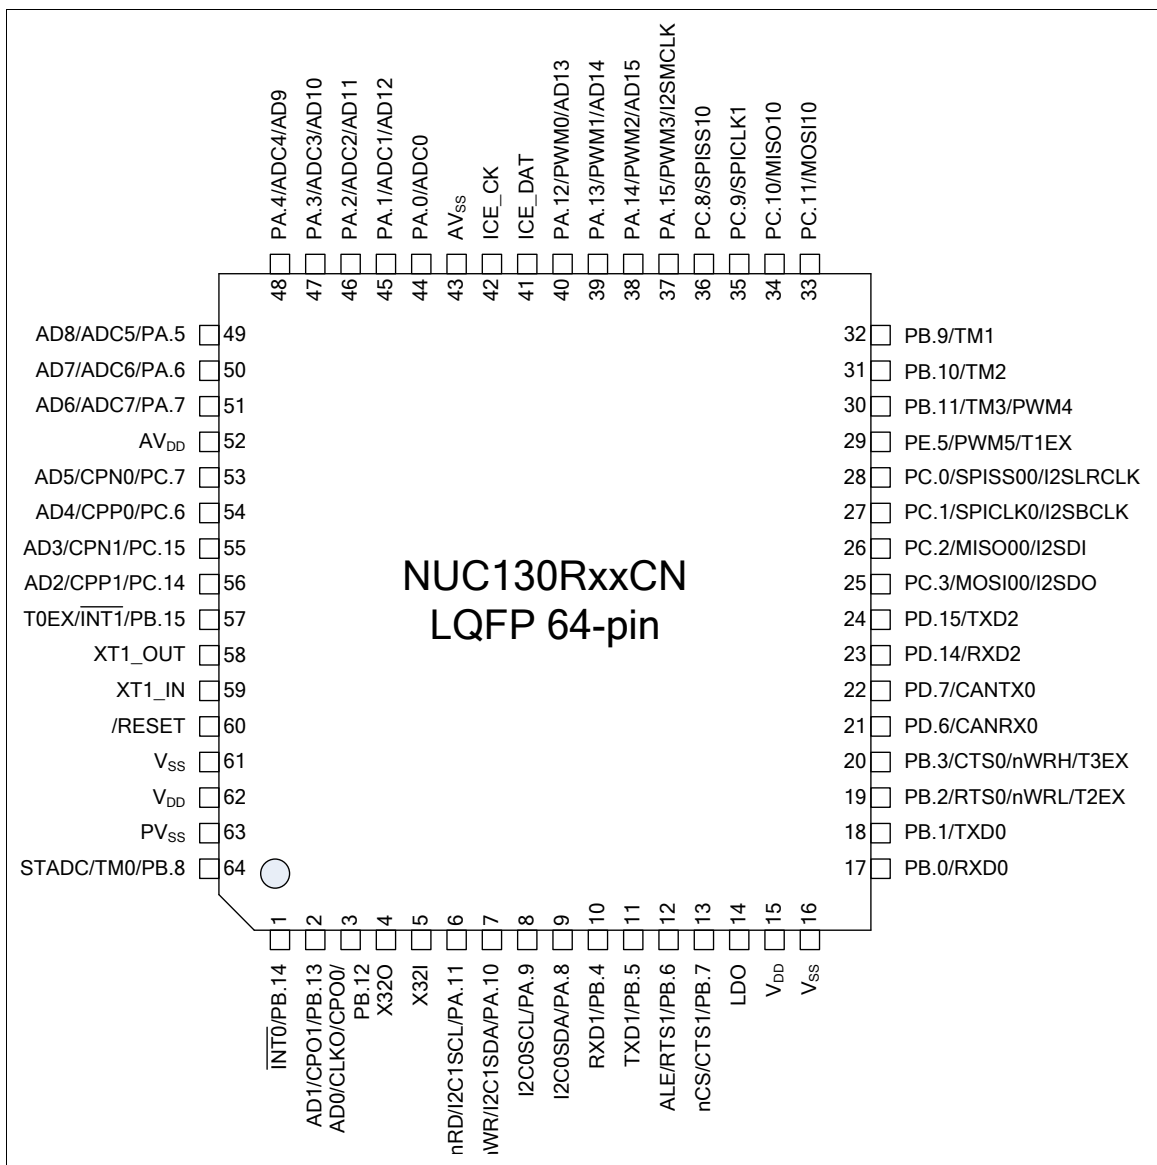 PA.4/ADC4/AD9
PA.3/ADC3/AD10
PA.2/ADC2/AD11
PA.1/ADC1/AD12
PA.0/ADC0
AVSS
ICE_CK
ICE_DAT
PA.12/PWM0/AD13
PA.13/PWM1/AD14
PA.14/PWM2/AD15
PA.15/PWM3/I2SMCLK
PC.8/SPISS10
PC.9/SPICLK1
PC.10/MISO10
PC.11/MOSI10
48 47 46 45 44 43 42 41 40 39 38 37 36 35 34 33
AD8/ADC5/PA.5 49
AD7/ADC6/PA.6 50
AD6/ADC7/PA.7 51
AVDD 52
AD5/CPN0/PC.7 53
AD4/CPP0/PC.6 54
AD3/CPN1/PC.15 55
AD2/CPP1/PC.14 56
T0EX/INT1/PB.15 57
XT1_OUT 58
XT1_IN 59
/RESET 60
VSS 61
VDD 62
PVSS 63
STADC/TM0/PB.8 64
NUC130RxxCN
LQFP 64-pin
32 PB.9/TM1
31 PB.10/TM2
30 PB.11/TM3/PWM4
29 PE.5/PWM5/T1EX
28 PC.0/SPISS00/I2SLRCLK
27 PC.1/SPICLK0/I2SBCLK
26 PC.2/MISO00/I2SDI
25 PC.3/MOSI00/I2SDO
24 PD.15/TXD2
23 PD.14/RXD2
22 PD.7/CANTX0
21 PD.6/CANRX0
20 PB.3/CTS0/nWRH/T3EX
19 PB.2/RTS0/nWRL/T2EX
18 PB.1/TXD0
17 PB.0/RXD0
1 2 3 4 5 6 7 8 9 10 11 12 13 14 15 16
INT0/PB.14
AD1/CPO1/PB.13
AD0/CLKO/CPO0/
PB.12
X32O
X32I
nRD/I2C1SCL/PA.11
nWR/I2C1SDA/PA.10
I2C0SCL/PA.9
I2C0SDA/PA.8
RXD1/PB.4
TXD1/PB.5
ALE/RTS1/PB.6
nCS/CTS1/PB.7
LDO
VDD
VSS